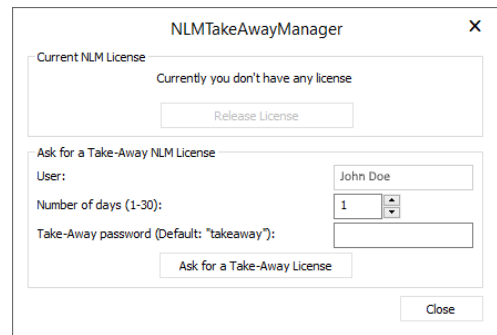 NLMTakeAwayManager
Current NLM License
Currently you don't have any license
Release License
Ask for a Take-Away NLM License
User: John Doe
Number of days (1-30): 1
Take-Away password (Default: "takeaway"):
Ask for a Take-Away License
Close